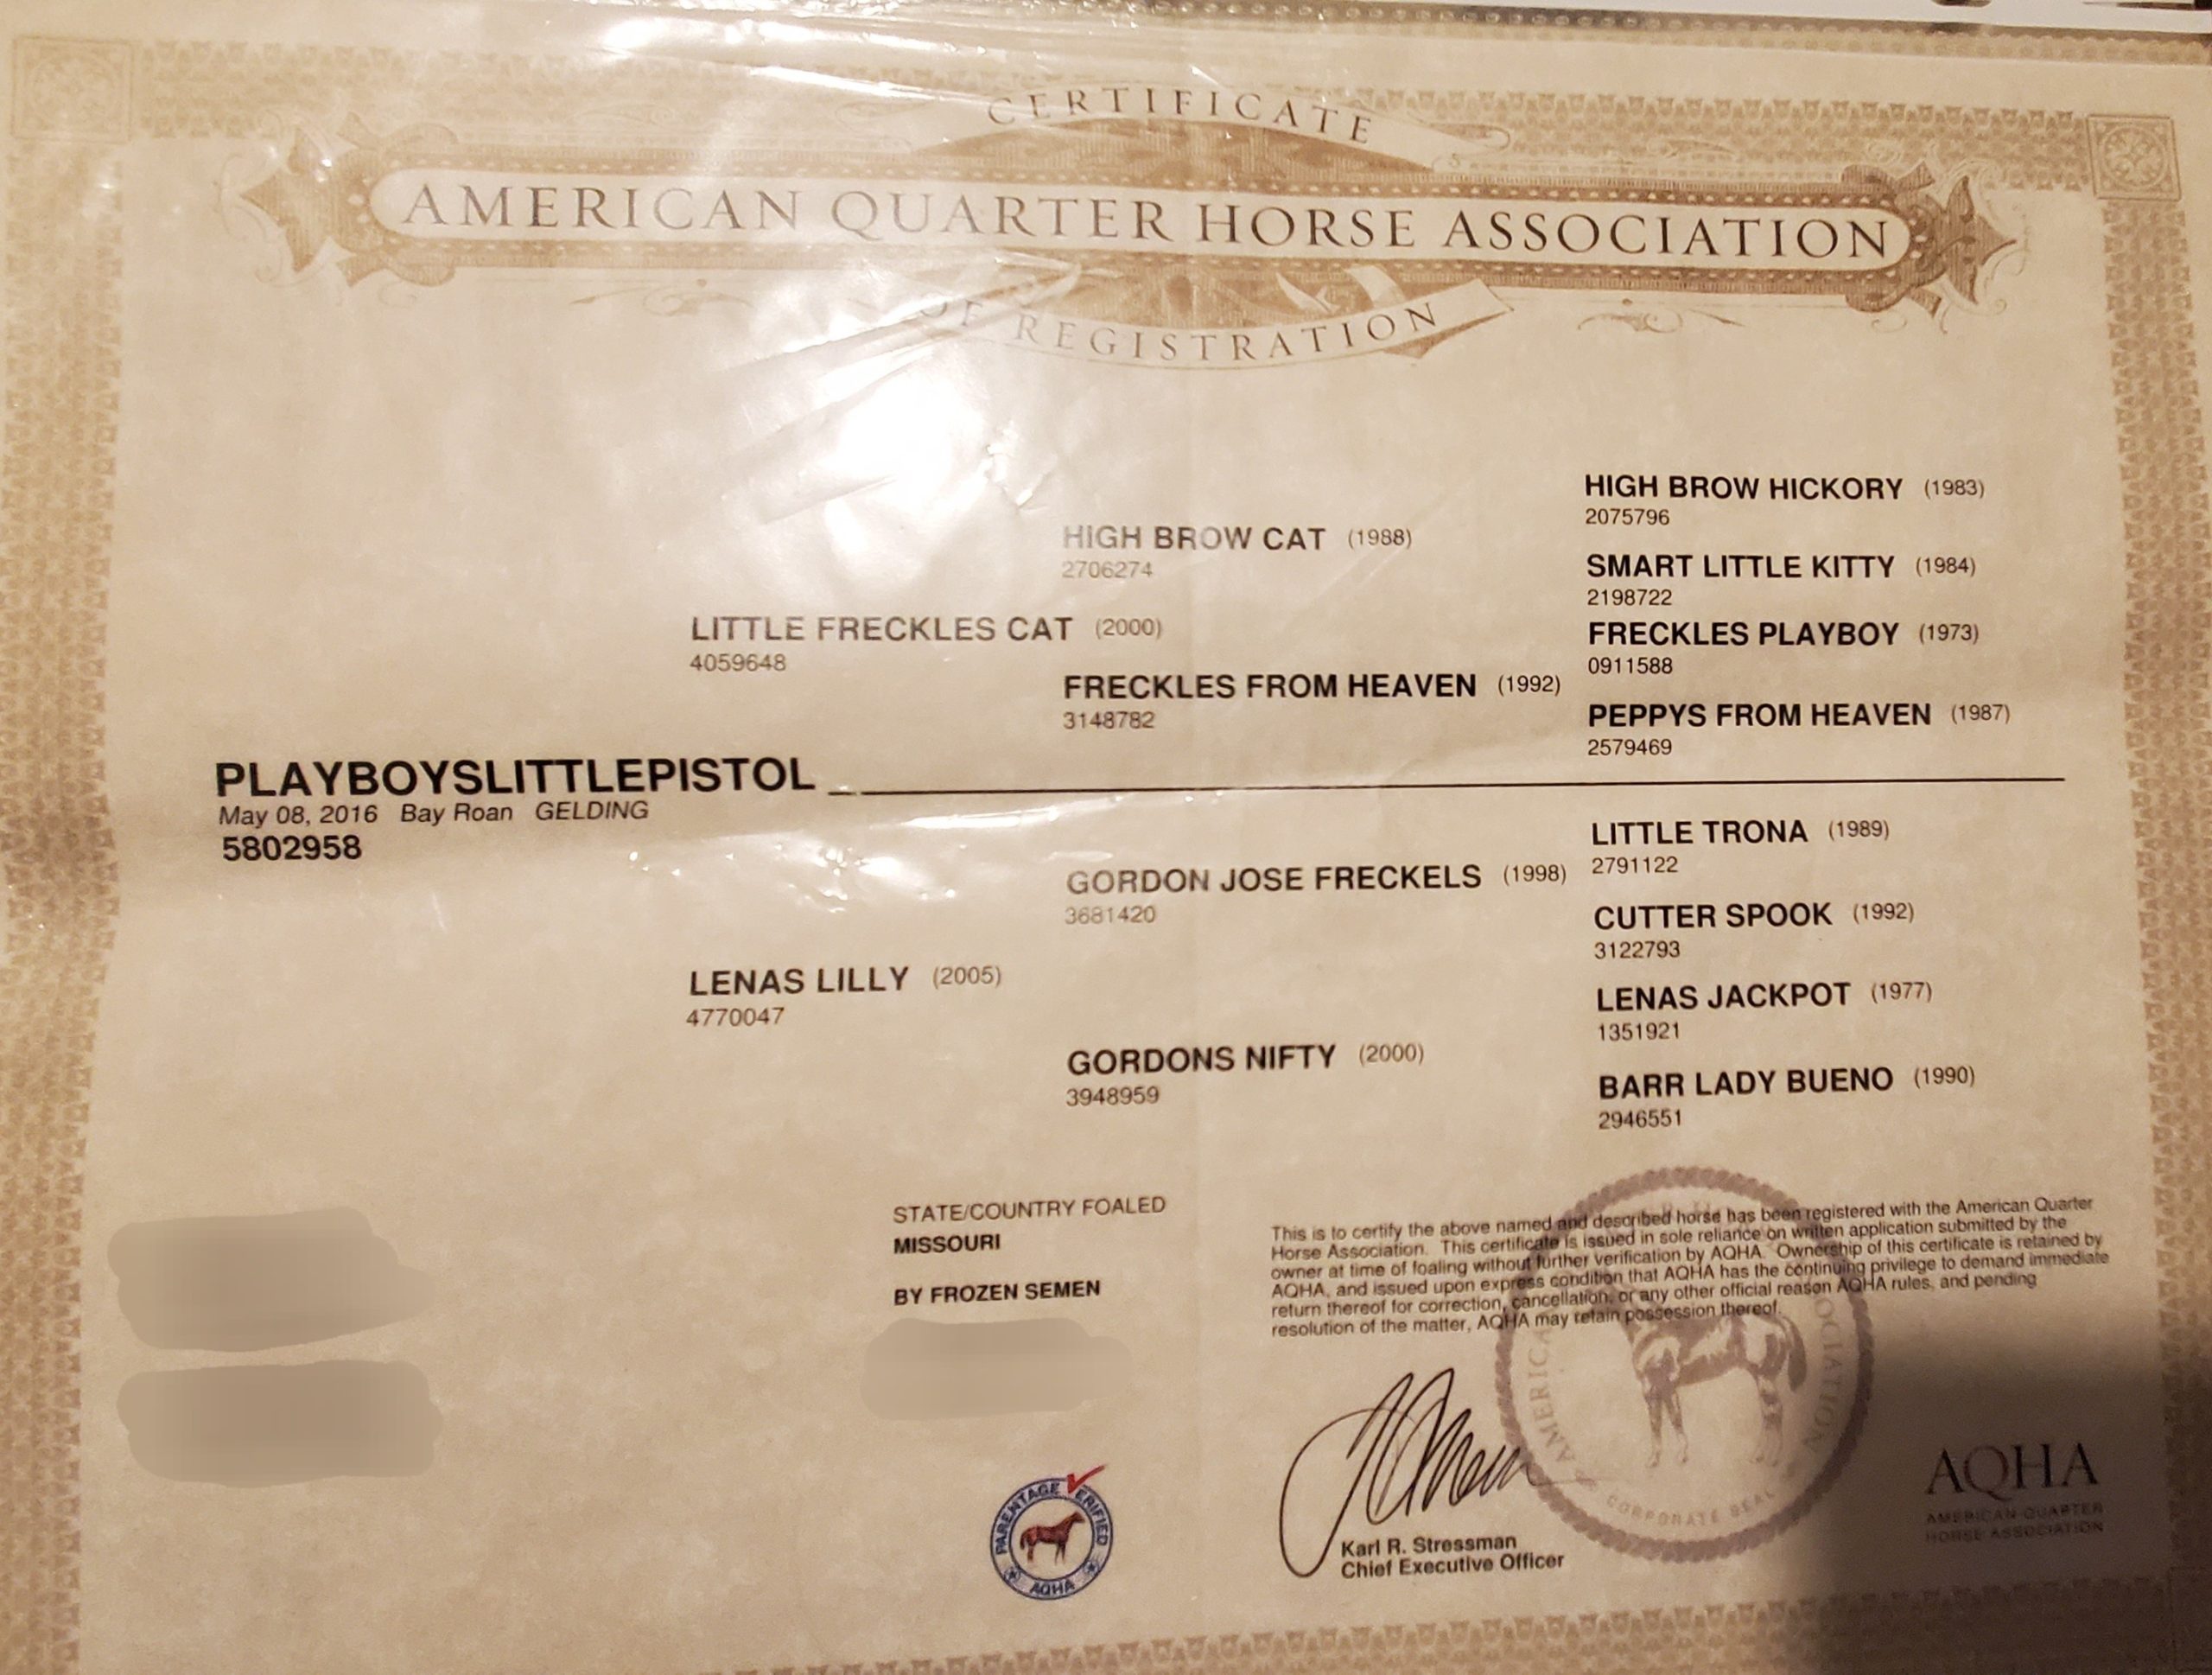 CERTIFICATE
AMERICAN QUARTER HORSE ASSOCIATION
OF REGISTRATION
HIGH BROW HICKORY (1983)
2075796
HIGH BROW CAT (1988)
2706274
SMART LITTLE KITTY (1984)
2198722
LITTLE FRECKLES CAT (2000)
4059648
FRECKLES PLAYBOY (1973)
0911588
FRECKLES FROM HEAVEN (1992)
3148782
PEPPYS FROM HEAVEN (1987)
2579469
PLAYBOYSLITTLEPISTOL
May 08, 2016 Bay Roan GELDING
5802958
LITTLE TRONA (1989)
2791122
GORDON JOSE FRECKELS (1998)
3681420
CUTTER SPOOK (1992)
3122793
LENAS LILLY (2005)
4770047
LENAS JACKPOT (1977)
1351921
GORDONS NIFTY (2000)
3948959
BARR LADY BUENO (1990)
2946551
STATE/COUNTRY FOALED
MISSOURI
BY FROZEN SEMEN
This is to certify the above named and described horse has been registered with the American Quarter
Horse Association. This certificate is issued in sole reliance on written application submitted by the
owner at time of foaling without further verification by AQHA. Ownership of this certificate is retained by
AQHA, and issued upon express condition that AQHA has the continuing privilege to demand immediate
return thereof for correction, cancellation, or any other official reason AQHA rules, and pending
resolution of the matter, AQHA may retain possession thereof.
PARENTAGE VERIFIED
AQHA
Karl R. Stressman
Chief Executive Officer
CORPORATE SEAL
AQHA
AMERICAN QUARTER
HORSE ASSOCIATION